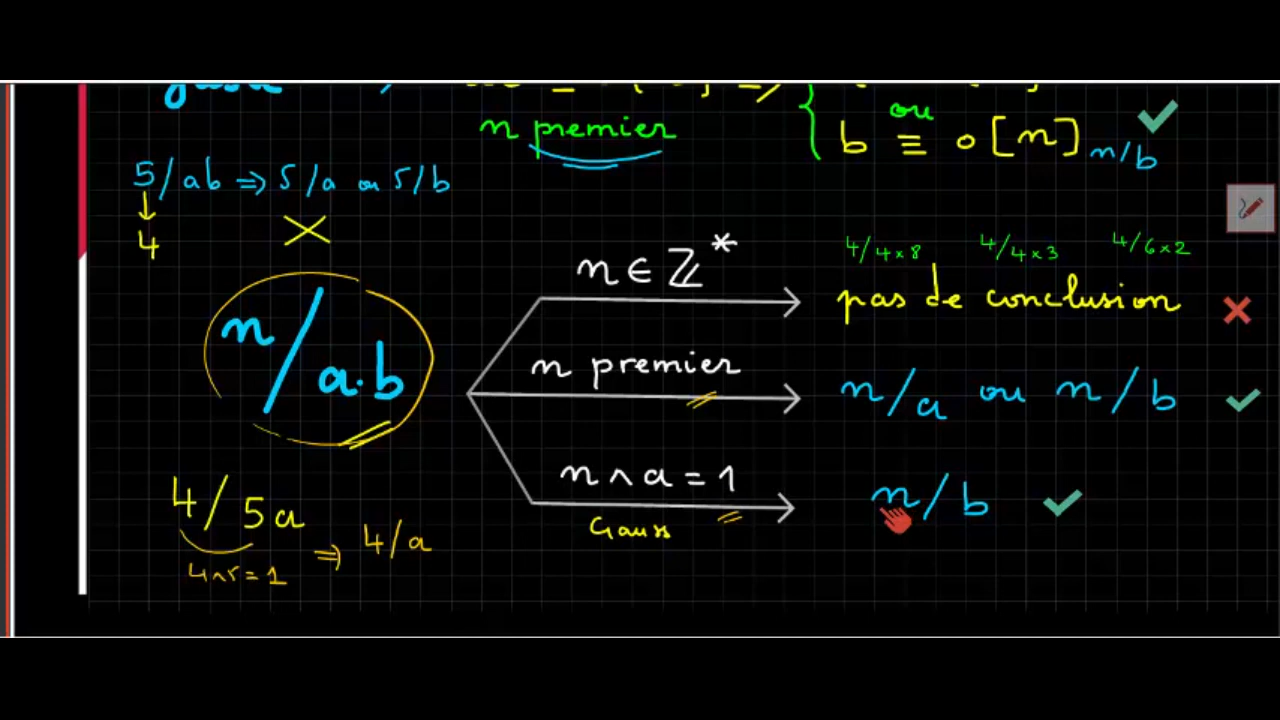 n premier
ou
b ≡ 0 [n] n/b
5/ab ⇒ 5/a ou 5/b
4
n ∈ ℤ*
4/4×8 4/4×3 4/6×2
pas de conclusion
n/a.b
n premier
n/a ou n/b
n ∧ a = 1
Gauss
n/b
4/5a
4∧5=1
⇒ 4/a